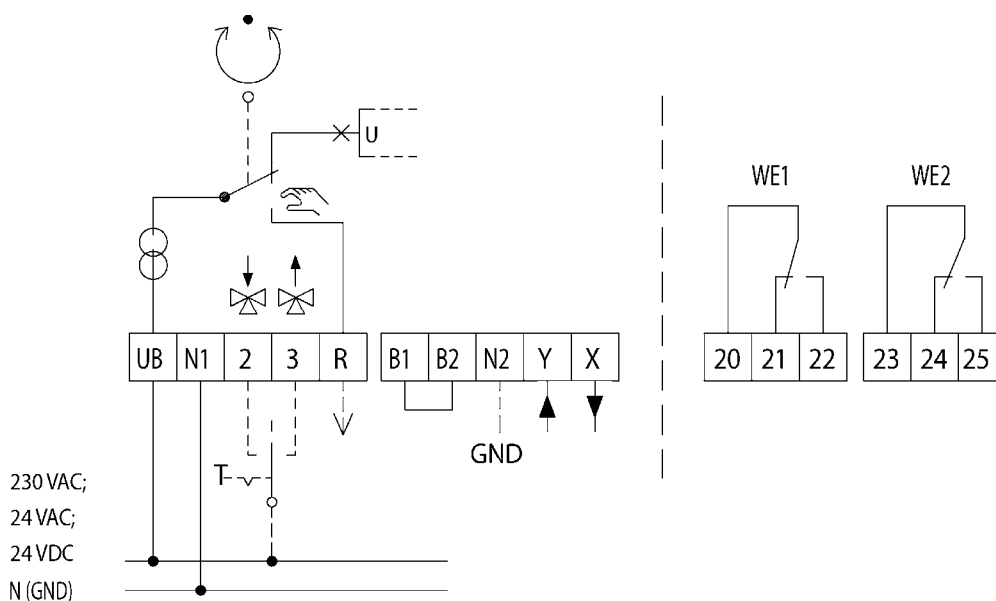 U
WE1 WE2
UB N1 2 3 R B1 B2 N2 Y X 20 21 22 23 24 25
GND
T
230 VAC;
24 VAC;
24 VDC
N (GND)